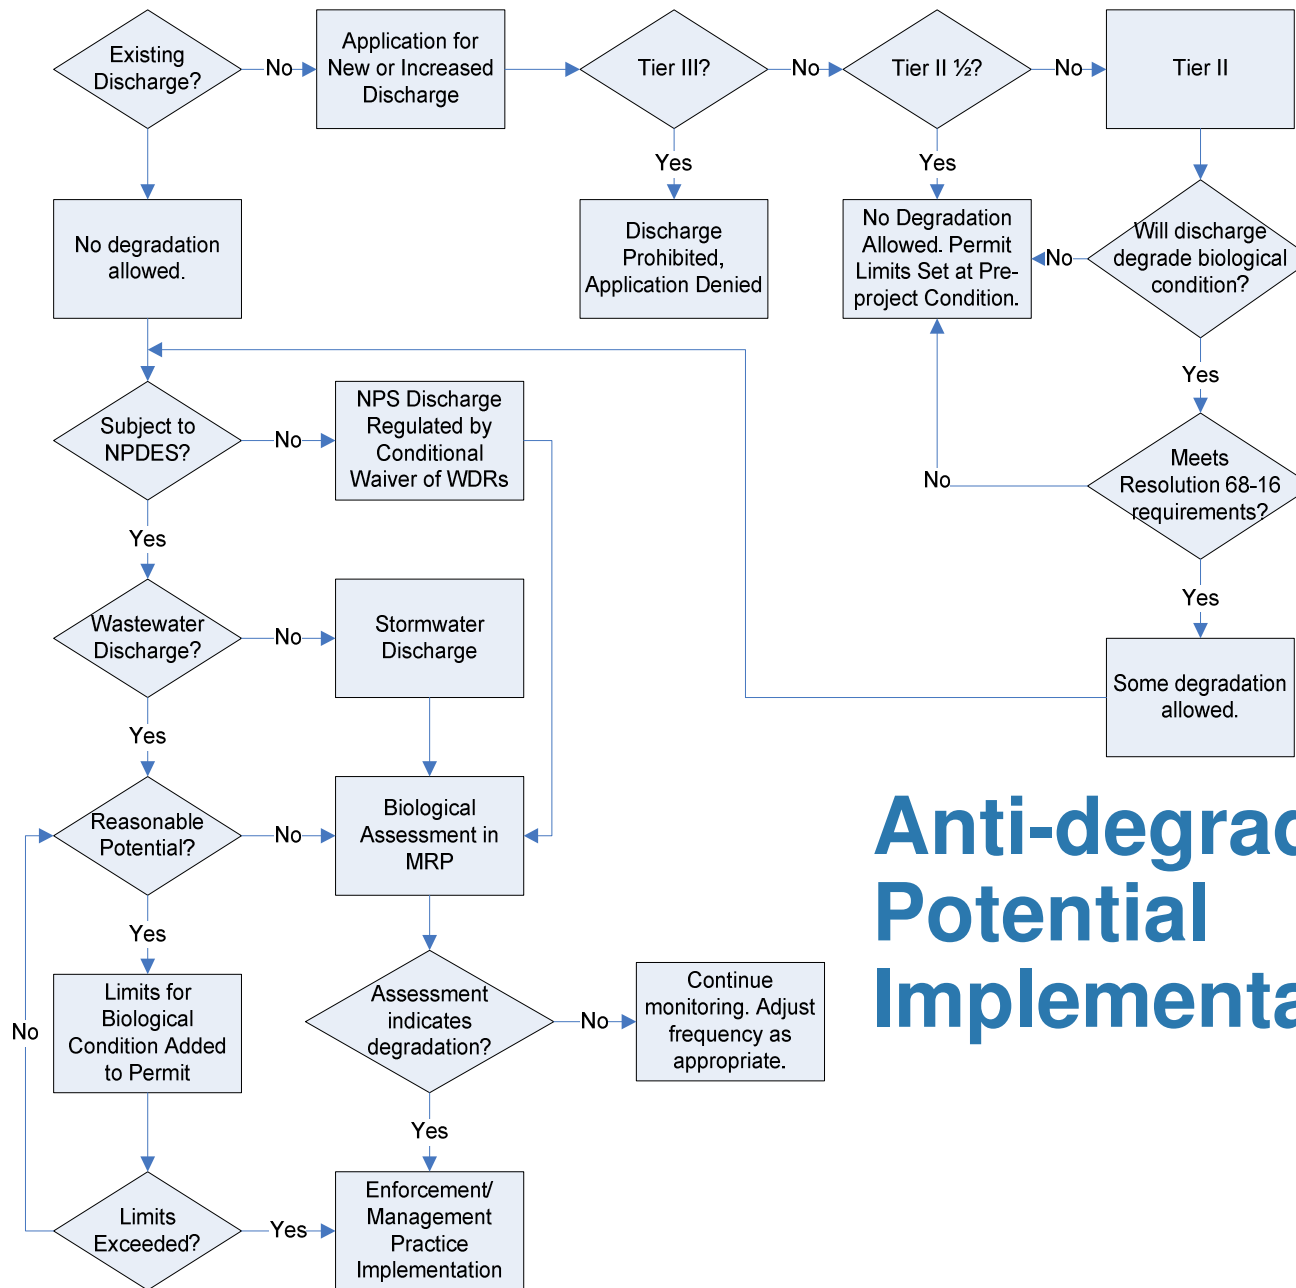 Existing
Discharge?
No
Application for
New or Increased
Discharge
Tier III?
No
Tier II ½?
No
Tier II
Yes
Yes
No degradation
allowed.
Discharge
Prohibited,
Application Denied
No Degradation
Allowed. Permit
Limits Set at Pre-
project Condition.
No
Will discharge
degrade biological
condition?
Yes
Subject to
NPDES?
No
NPS Discharge
Regulated by
Conditional
Waiver of WDRs
No
Meets
Resolution 68-16
requirements?
Yes
Yes
Wastewater
Discharge?
No
Stormwater
Discharge
Some degradation
allowed.
Yes
Reasonable
Potential?
No
Biological
Assessment in
MRP
Anti-degrad
Potential
Implementa
Yes
No
Limits for
Biological
Condition Added
to Permit
Assessment
indicates
degradation?
No
Continue
monitoring. Adjust
frequency as
appropriate.
Yes
Limits
Exceeded?
Yes
Enforcement/
Management
Practice
Implementation